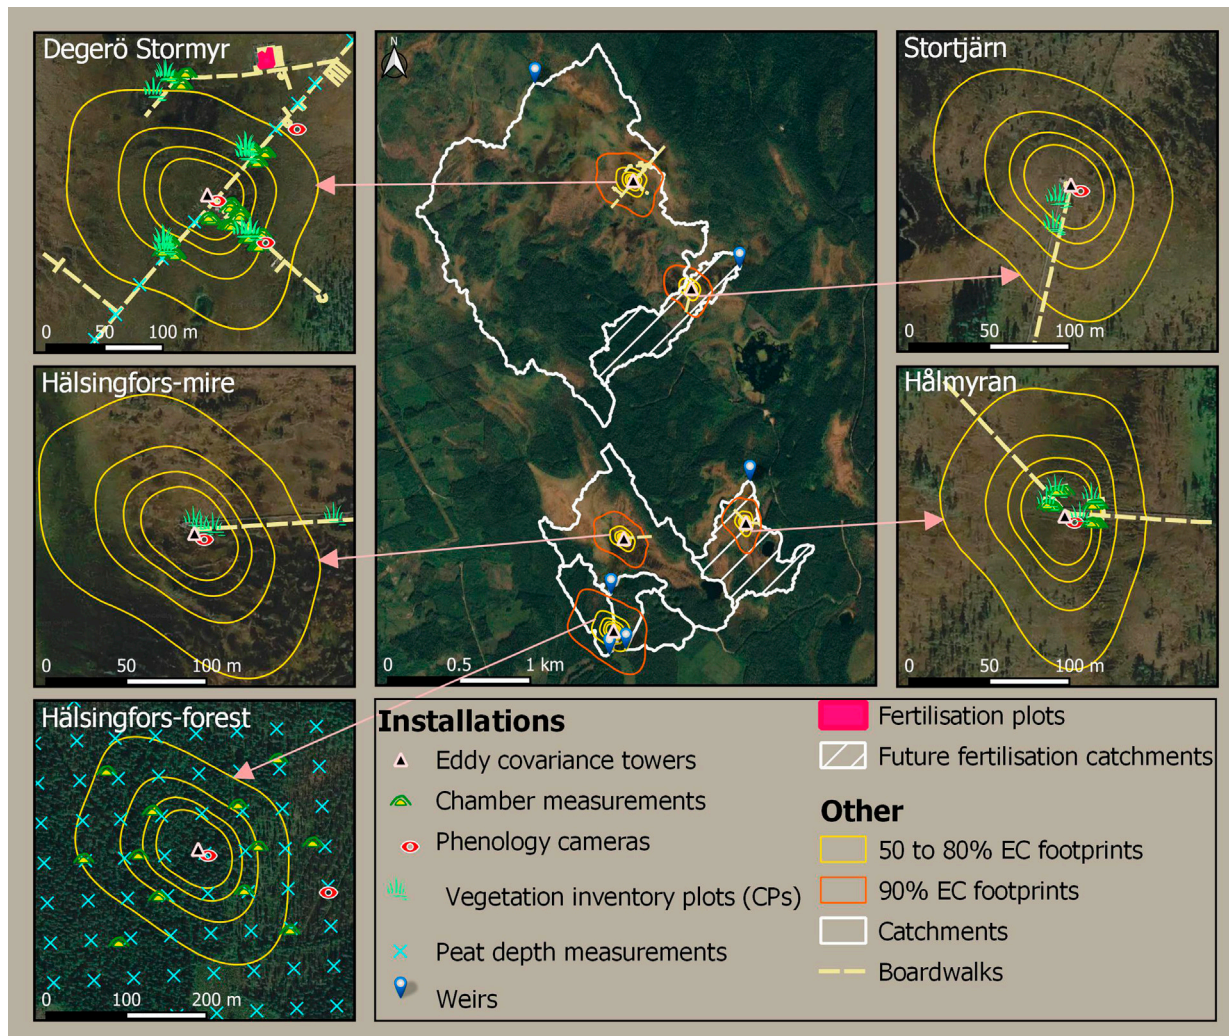 Degerö Stormyr
0 50 100 m
N
0 0.5 1 km
Stortjärn
0 50 100 m
Hälsingfors-mire
0 50 100 m
Hålmyran
0 50 100 m
Hälsingfors-forest
0 100 200 m
Installations
Eddy covariance towers
Chamber measurements
Phenology cameras
Vegetation inventory plots (CPs)
Peat depth measurements
Weirs
Fertilisation plots
Future fertilisation catchments
Other
50 to 80% EC footprints
90% EC footprints
Catchments
Boardwalks